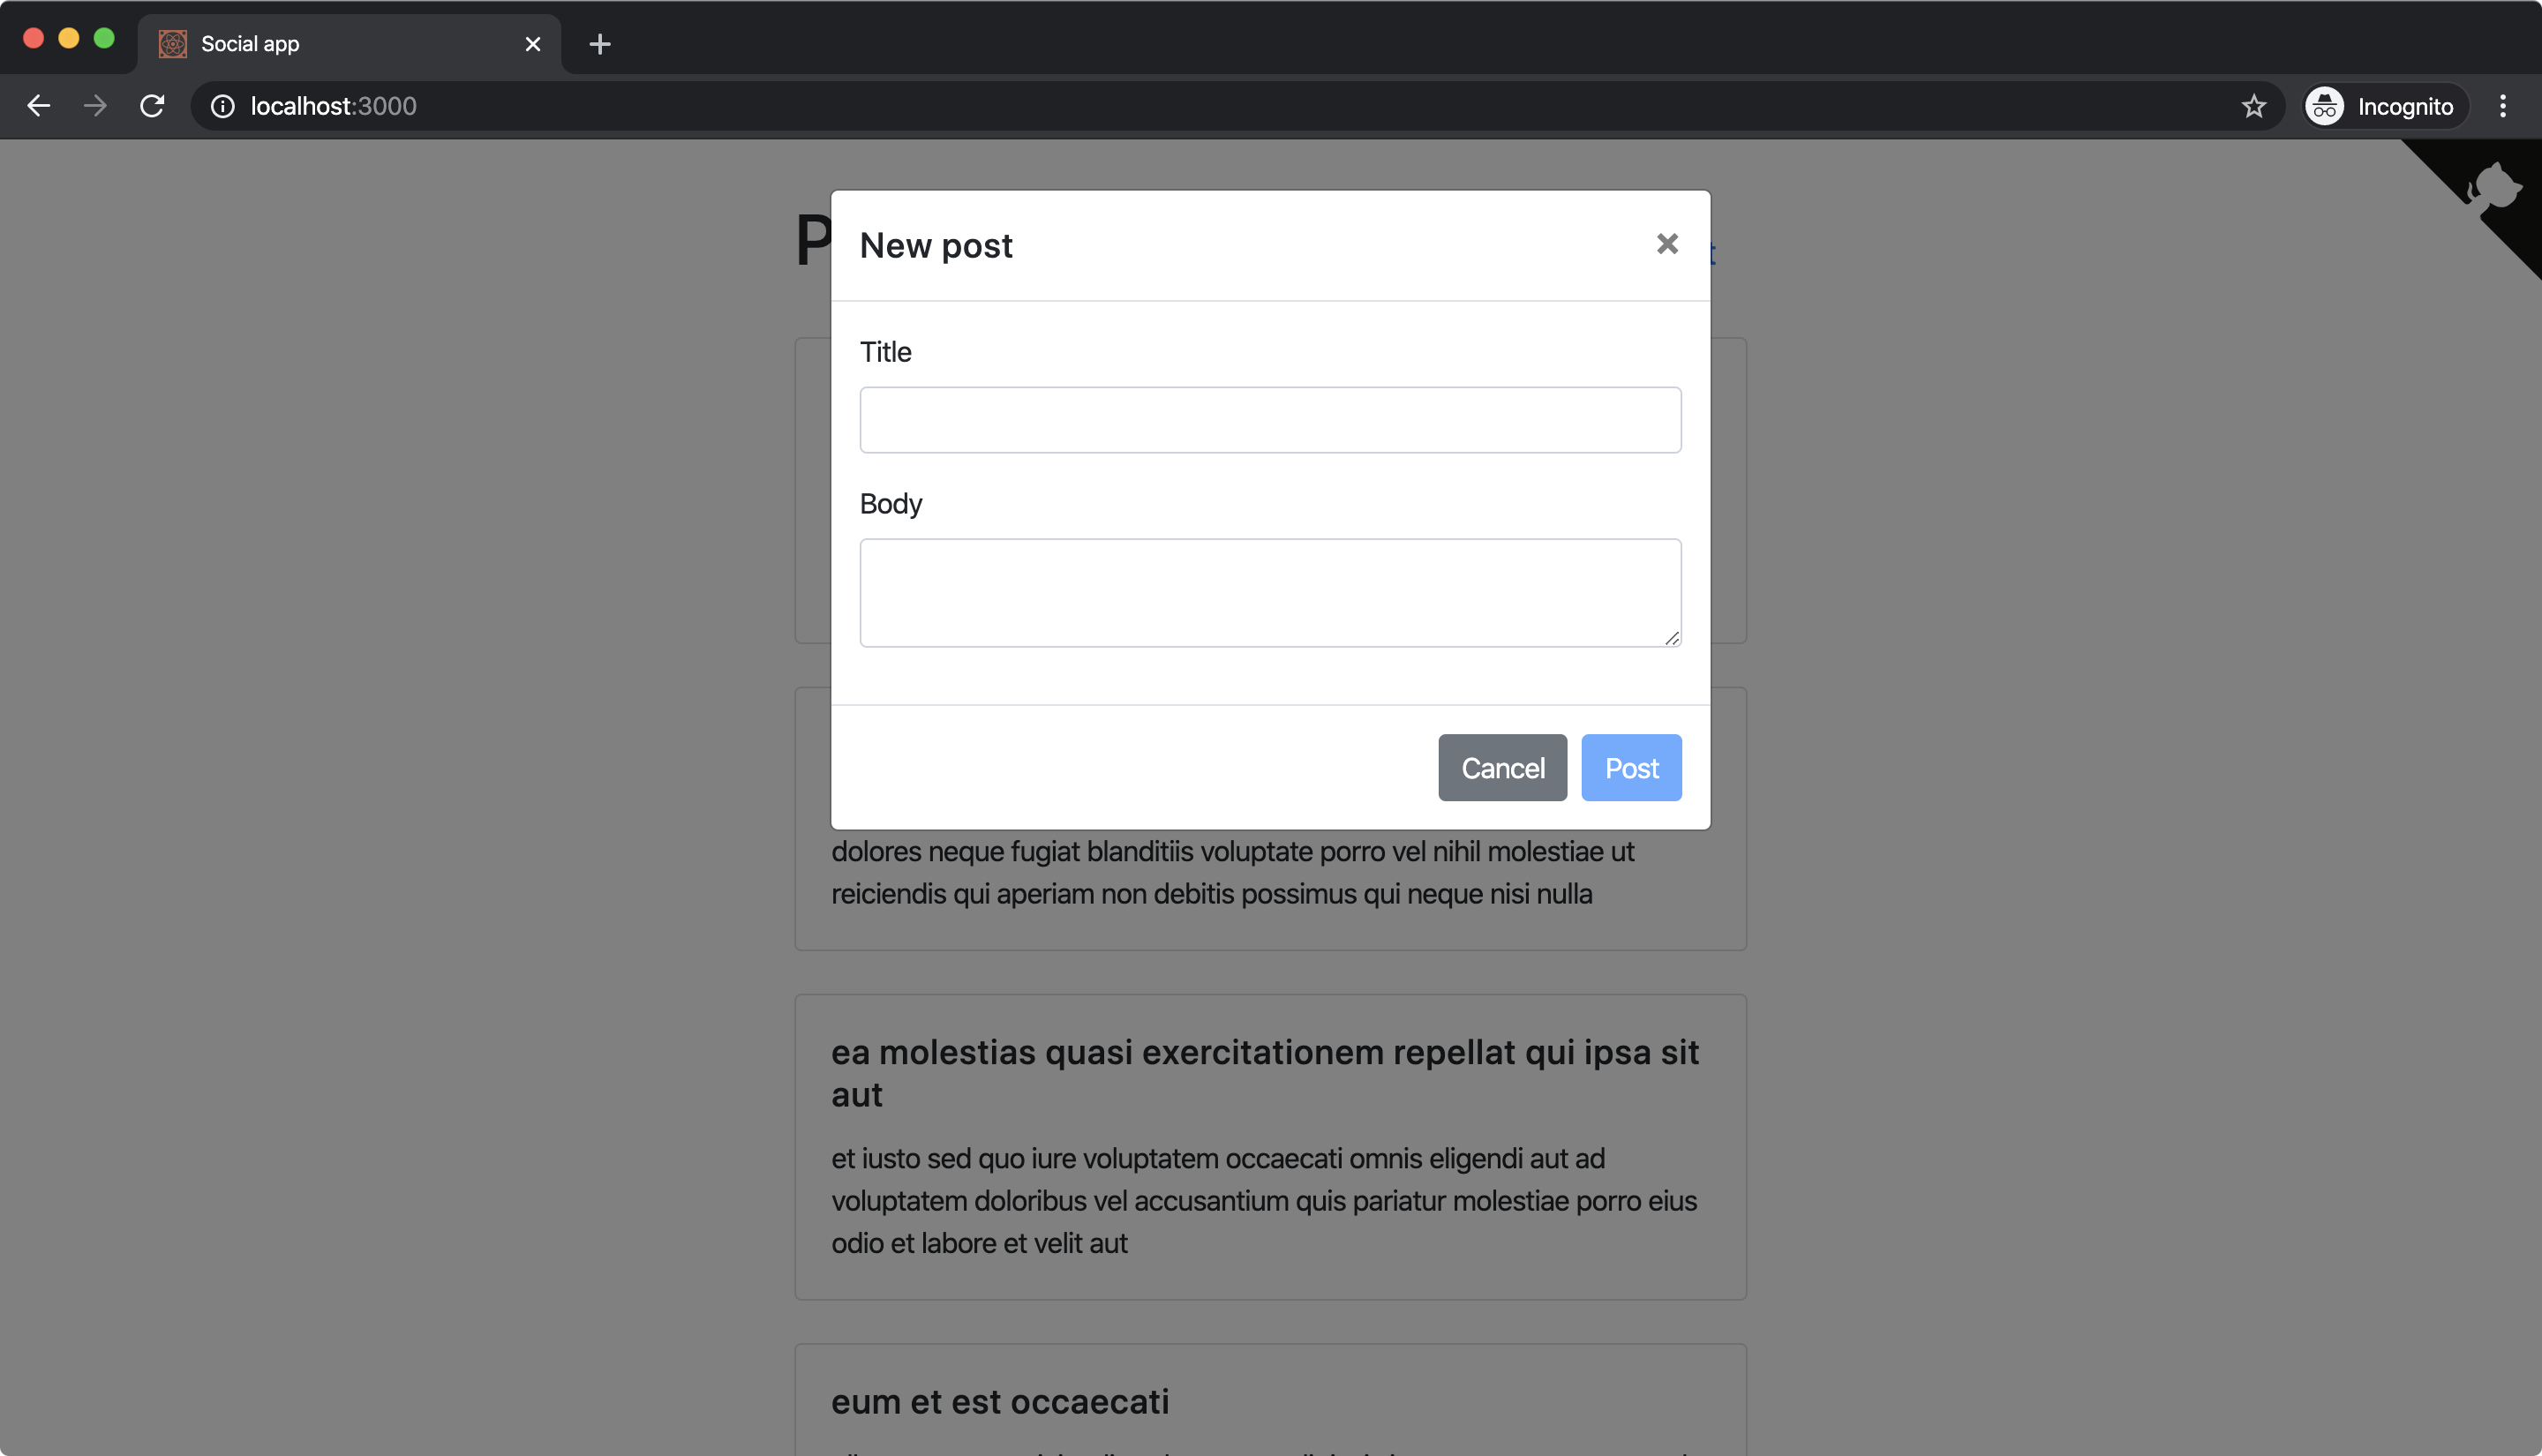 Social app
localhost:3000
Incognito
New post
Title
Body
Cancel
Post
dolores neque fugiat blanditiis voluptate porro vel nihil molestiae ut
reiciendis qui aperiam non debitis possimus qui neque nisi nulla
ea molestias quasi exercitationem repellat qui ipsa sit
aut
et iusto sed quo iure voluptatem occaecati omnis eligendi aut ad
voluptatem doloribus vel accusantium quis pariatur molestiae porro eius
odio et labore et velit aut
eum et est occaecati